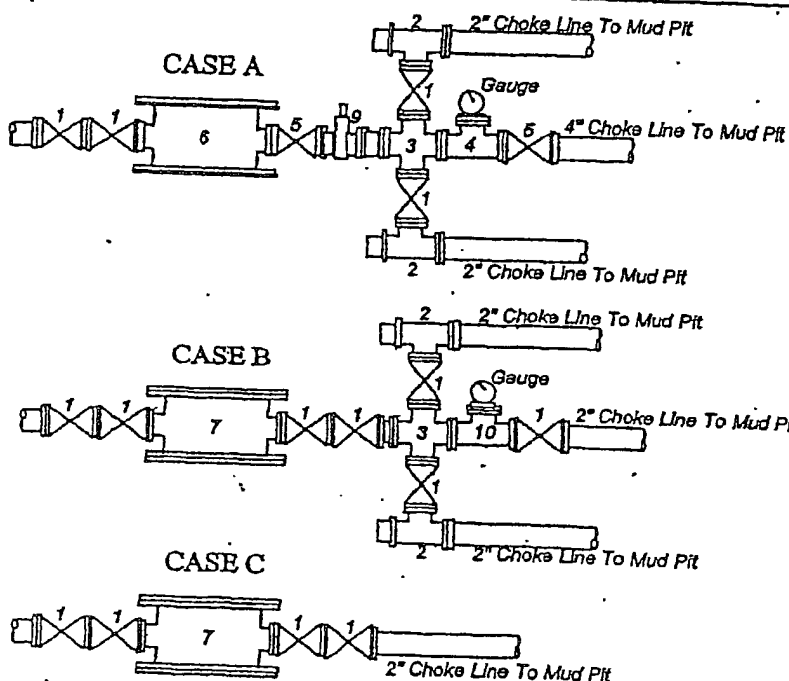 2 2" Choke Line To Mud Pit
CASE A
Gauge
1 1 6 5 9 1 3 4 5 4" Choke Line To Mud Pit
1
2 2" Choke Line To Mud Pit
2 2" Choke Line To Mud Pit
CASE B
Gauge
1 1 7 1 1 1 3 10 1 2" Choke Line To Mud Pi
1
2 2" Choke Line To Mud Pit
CASE C
1 1 7 1 1
2" Choke Line To Mud Pit